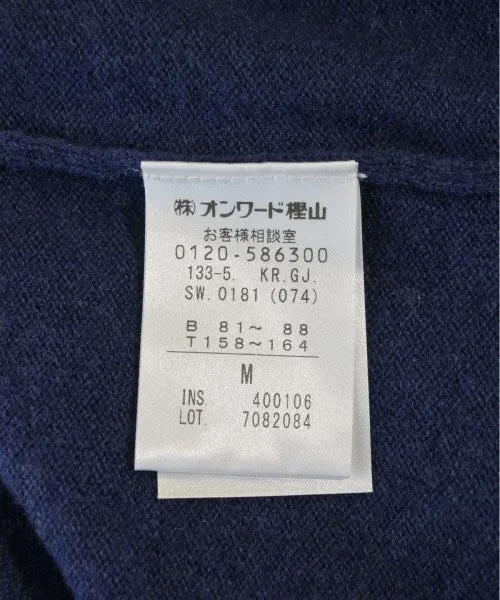 ㈱オンワード樫山
お客様相談室
0120-586300
133-5. KR.GJ.
SW.0181 (074)
B 81〜 88
T158〜164
M
INS. 400106
LOT. 7082084